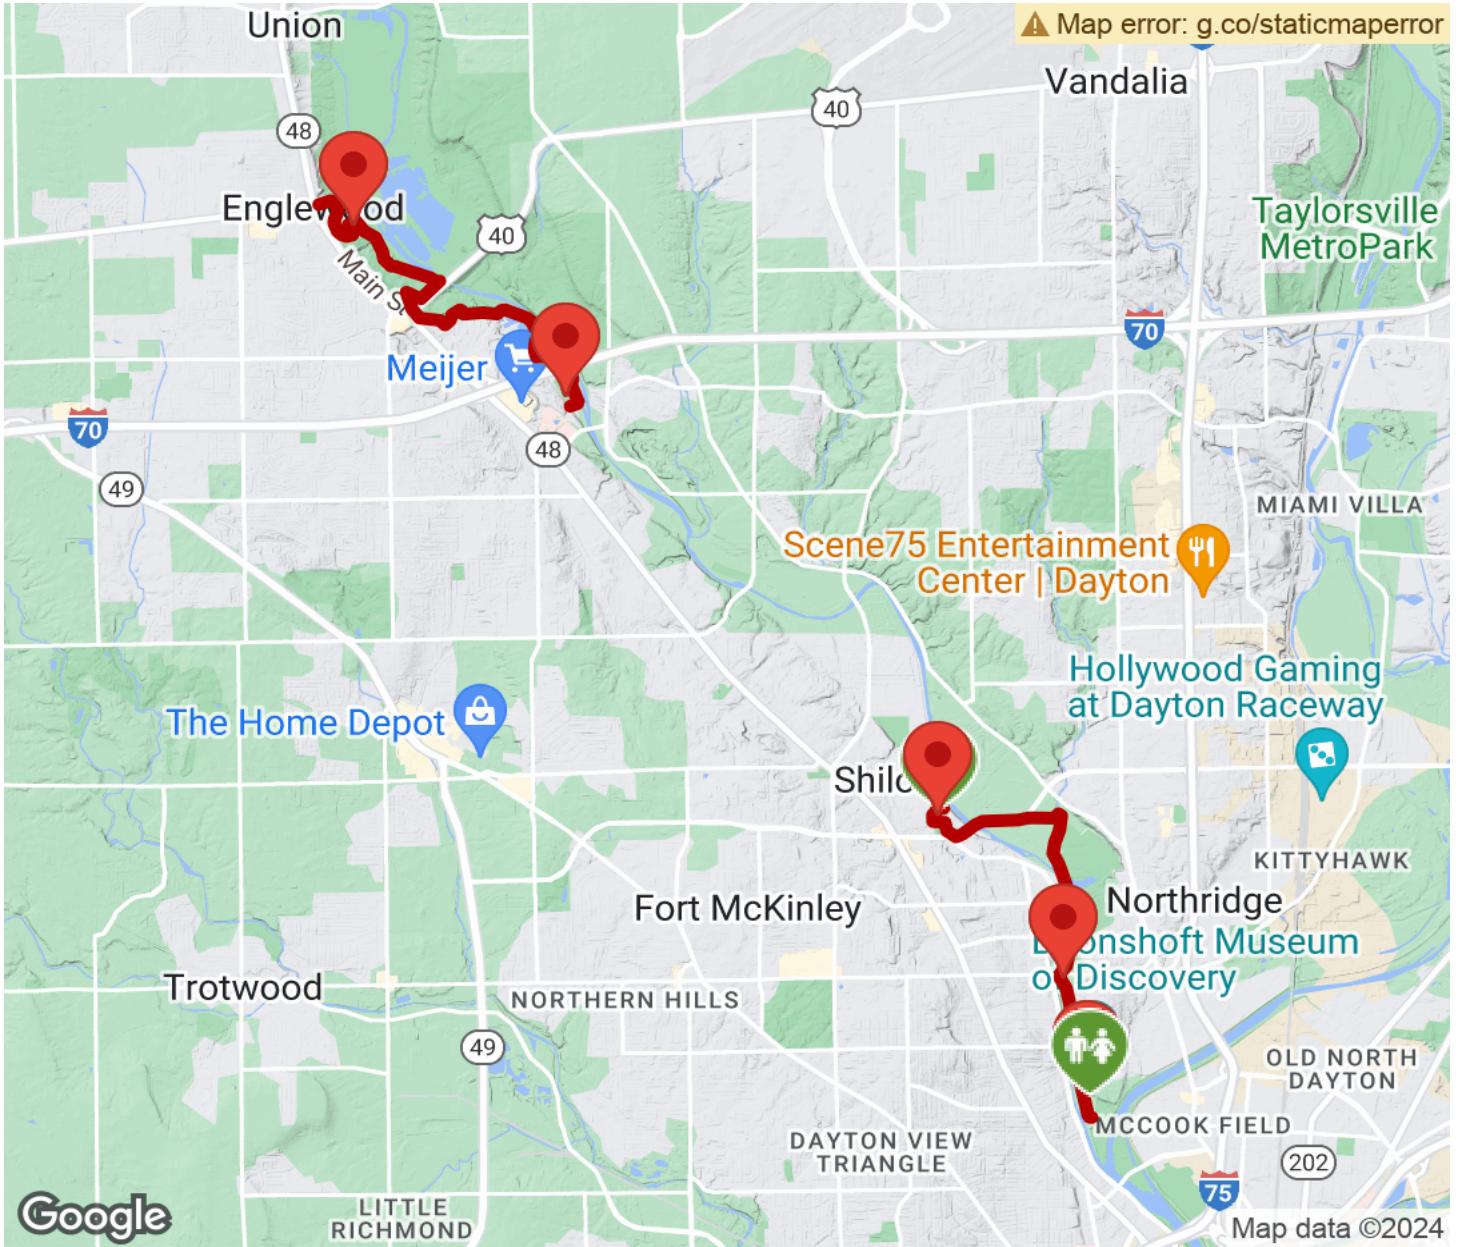 Union
Map error: g.co/staticmaperror
Vandalia
40
48
Englewood
40
Taylorsville
MetroPark
Main St
70
Meijer
70
48
49
MIAMI VILLA
Scene75 Entertainment
Center | Dayton
Hollywood Gaming
at Dayton Raceway
The Home Depot
Shilo
KITTYHAWK
Fort McKinley
Northridge
onshoft Museum
of Discovery
Trotwood
NORTHERN HILLS
49
OLD NORTH
DAYTON
MCCOOK FIELD
DAYTON VIEW
TRIANGLE
202
75
LITTLE
RICHMOND
Google
Map data ©2024